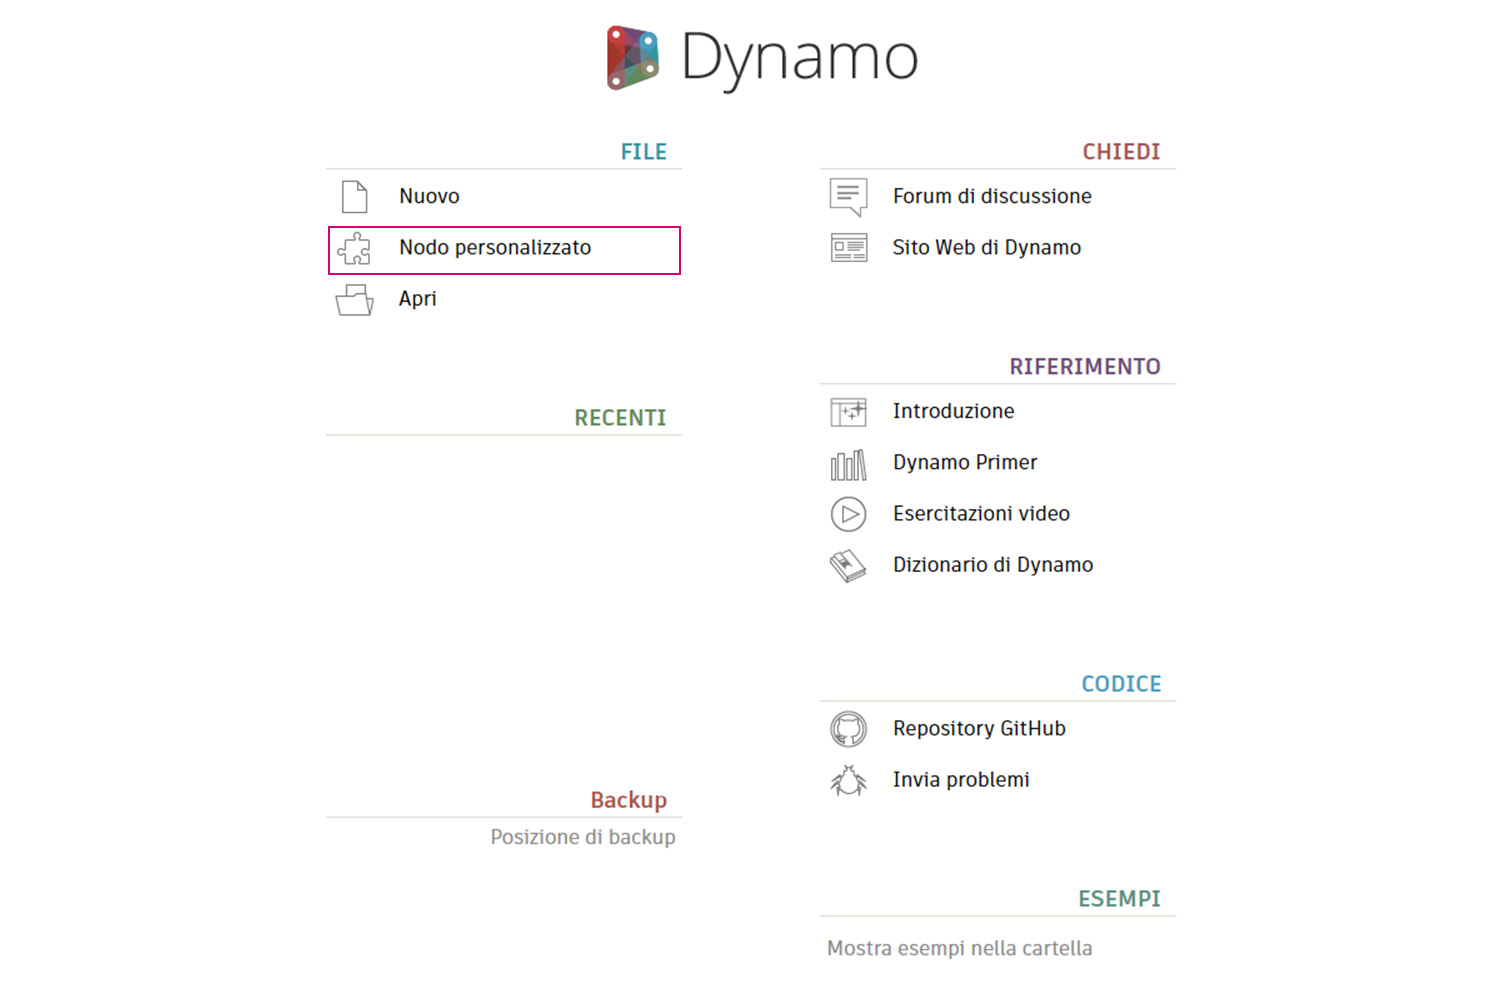 Dynamo
FILE
Nuovo
Nodo personalizzato
Apri
RECENTI
Backup
Posizione di backup
CHIEDI
Forum di discussione
Sito Web di Dynamo
RIFERIMENTO
Introduzione
Dynamo Primer
Esercitazioni video
Dizionario di Dynamo
CODICE
Repository GitHub
Invia problemi
ESEMPI
Mostra esempi nella cartella